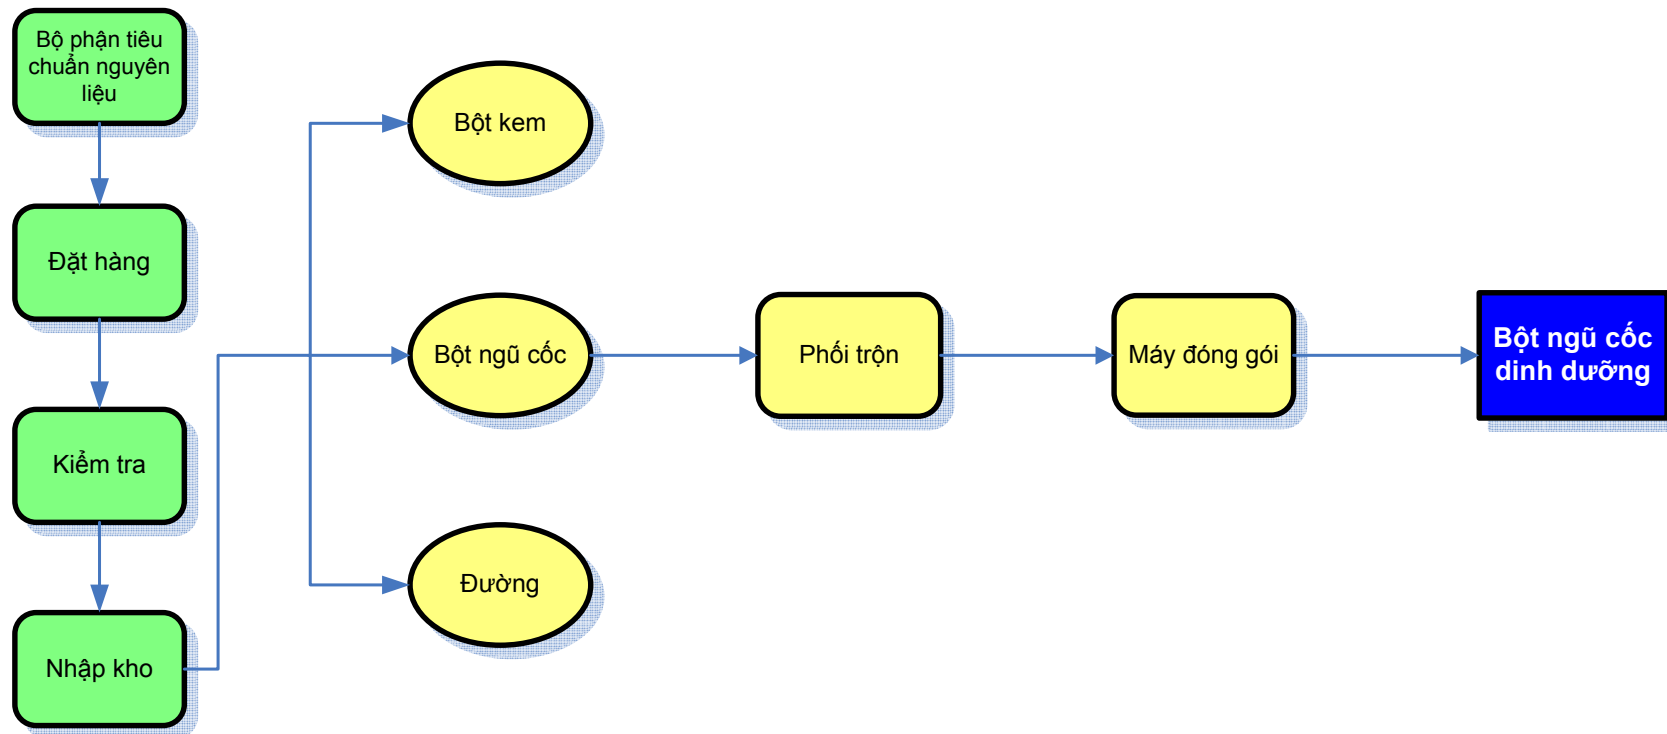 Bộ phận tiêu
chuẩn nguyên
liệu
Đặt hàng
Kiểm tra
Nhập kho
Bột kem
Bột ngũ cốc
Đường
Phối trộn
Máy đóng gói
Bột ngũ cốc
dinh dưỡng